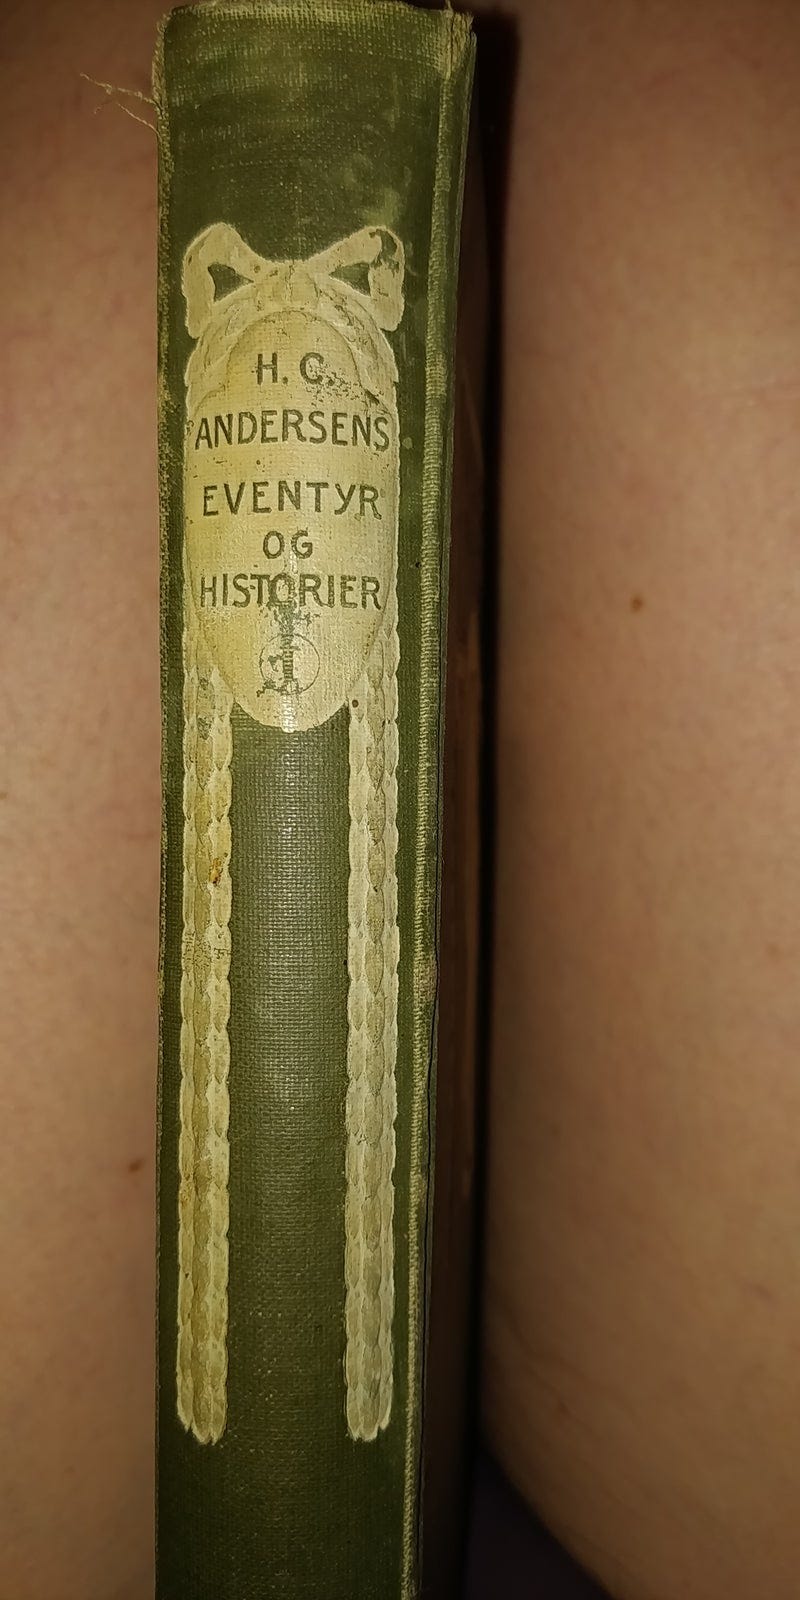 H. C.
ANDERSENS
EVENTYR
OG
HISTORIER